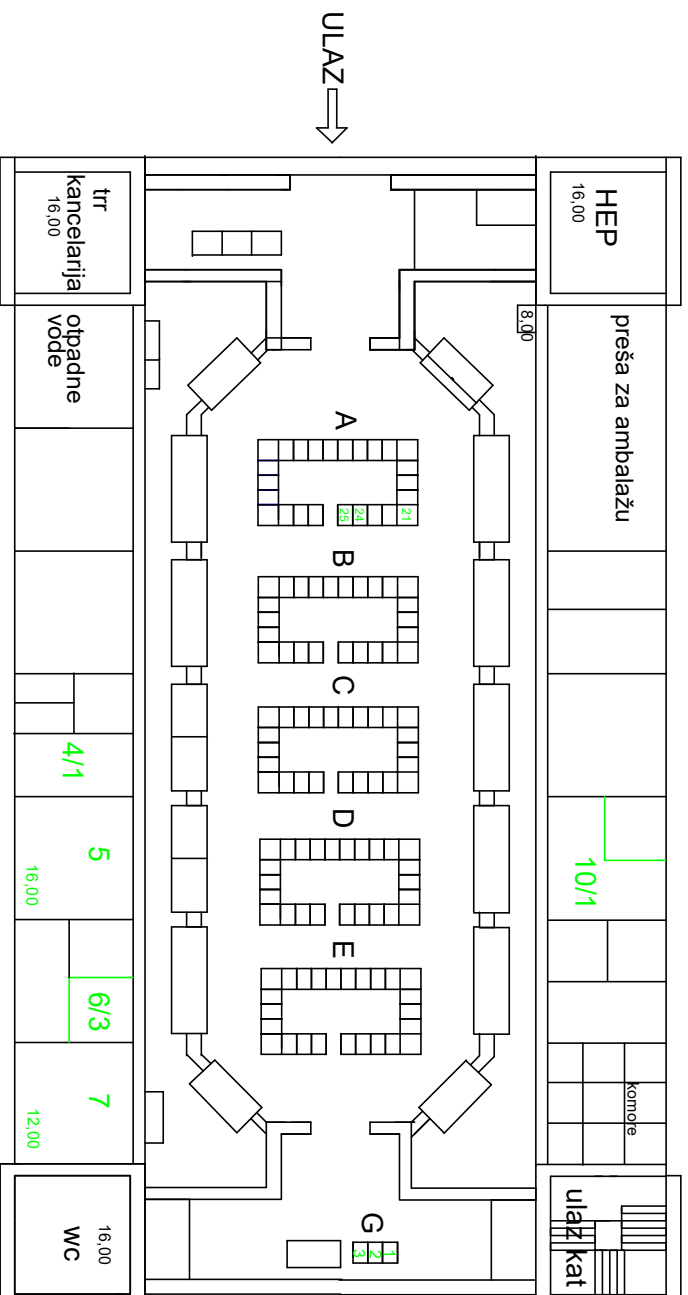 ULAZ
HEP
16,00
trr
kancelarija
16,00
8,00
preša za ambalažu
otpadne
vode
A
21
24
25
B
C
D
E
4/1
5
16,00
10/1
6/3
7
12,00
komore
G
1
2
3
ulaz kat
16,00
wc